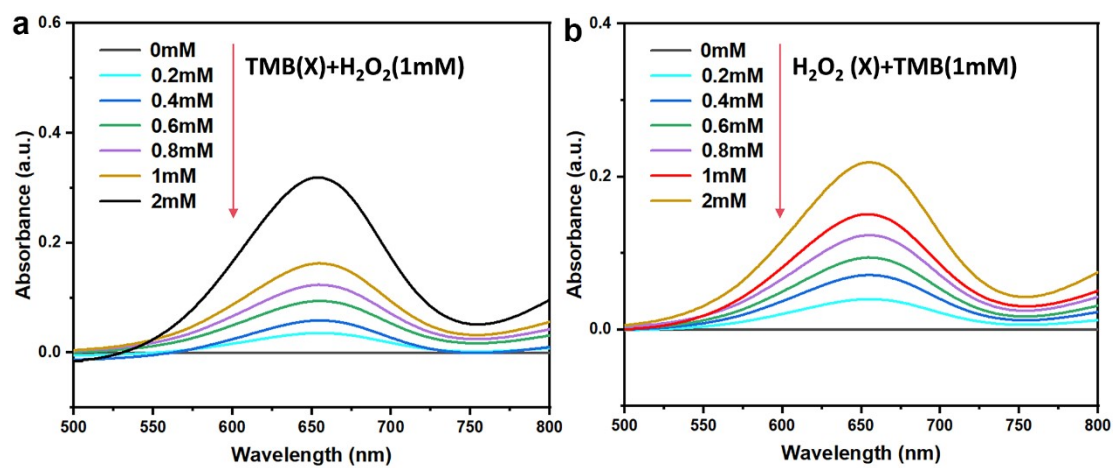 a
0mM
0.2mM
0.4mM
0.6mM
0.8mM
1mM
2mM
TMB(X)+H₂O₂(1mM)
Absorbance (a.u.)
0.6
0.4
0.2
0.0
500 550 600 650 700 750 800
Wavelength (nm)
b
0mM
0.2mM
0.4mM
0.6mM
0.8mM
1mM
2mM
H₂O₂ (X)+TMB(1mM)
Absorbance (a.u.)
0.4
0.2
0.0
500 550 600 650 700 750 800
Wavelength (nm)